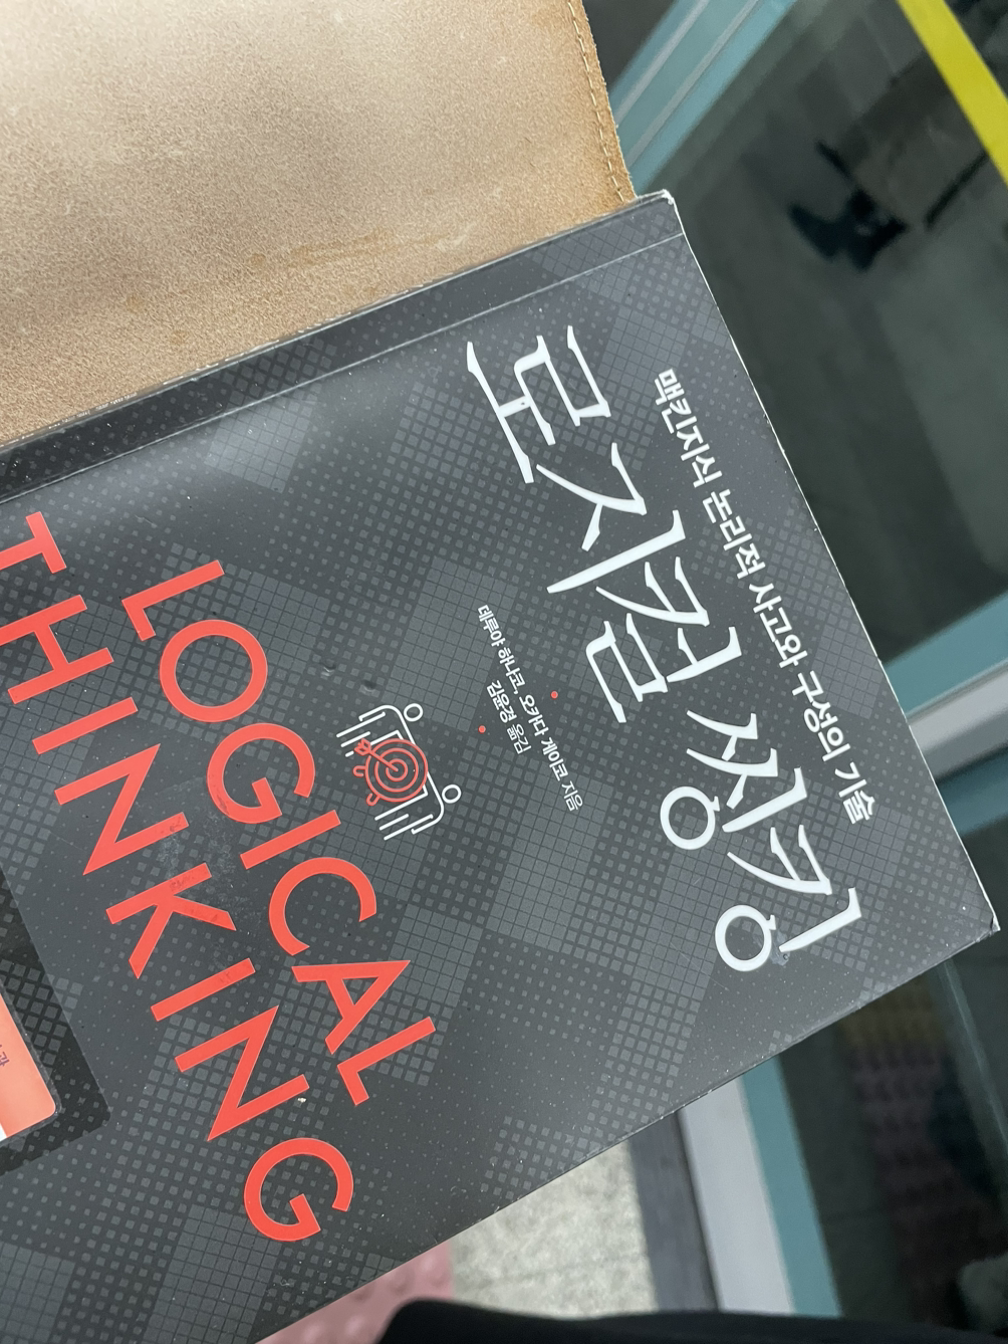 맥킨지식 논리적 사고와 구성의 기술
로지컬 씽킹
데루야 하나코, 오카다 게이코 지음
김윤경 옮김
LOGICAL
THINKING